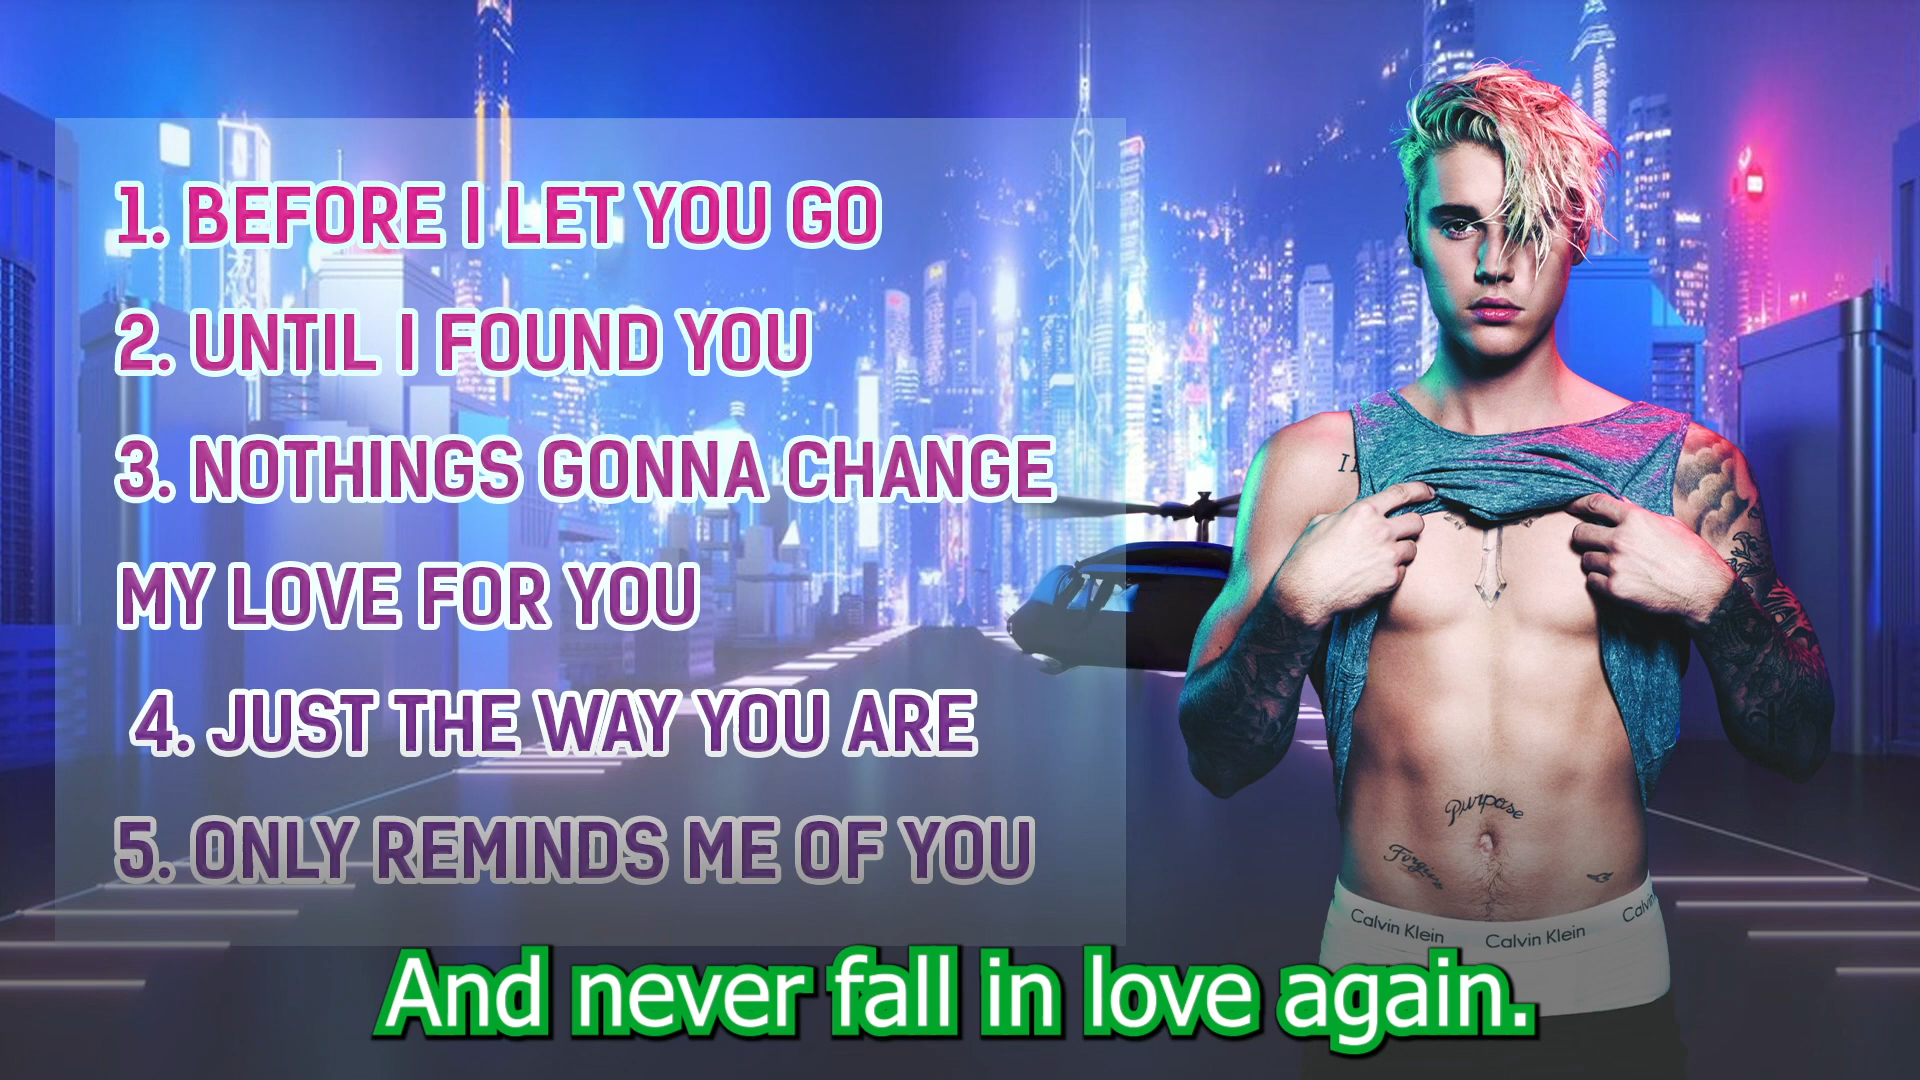 1. BEFORE I LET YOU GO
2. UNTIL I FOUND YOU
3. NOTHINGS GONNA CHANGE
MY LOVE FOR YOU
4. JUST THE WAY YOU ARE
5. ONLY REMINDS ME OF YOU
Purpose
Calvin Klein
Calvin Klein
And never fall in love again.